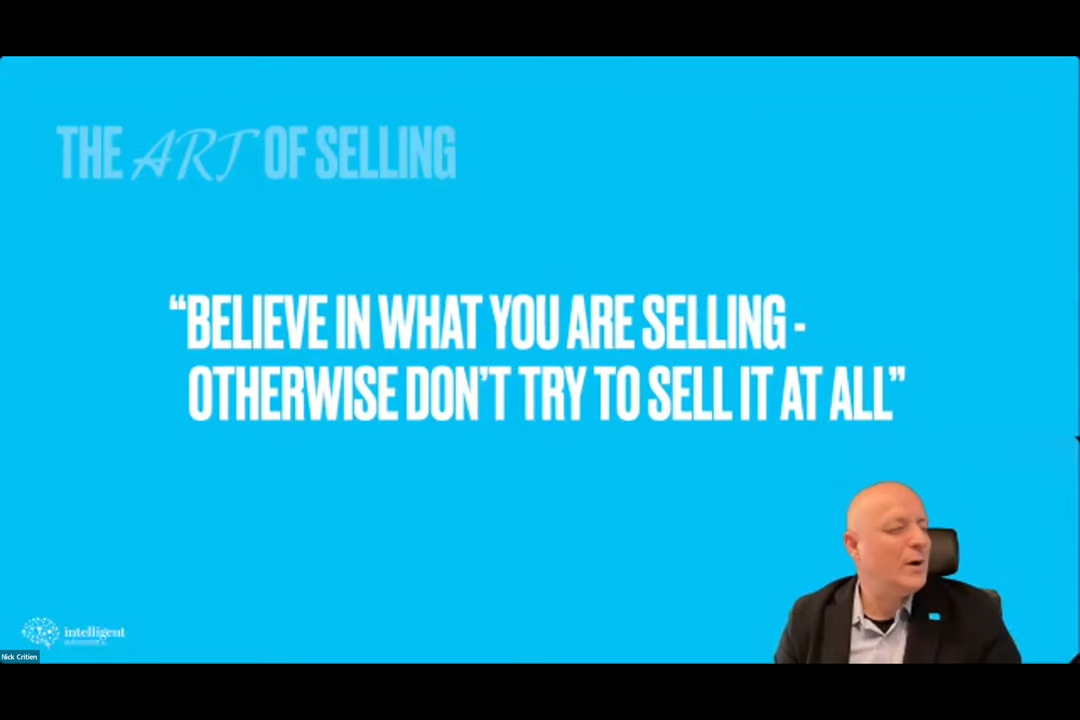 THE ART OF SELLING
“BELIEVE IN WHAT YOU ARE SELLING -
OTHERWISE DON’T TRY TO SELL IT AT ALL”
intelligent
Nick Critien